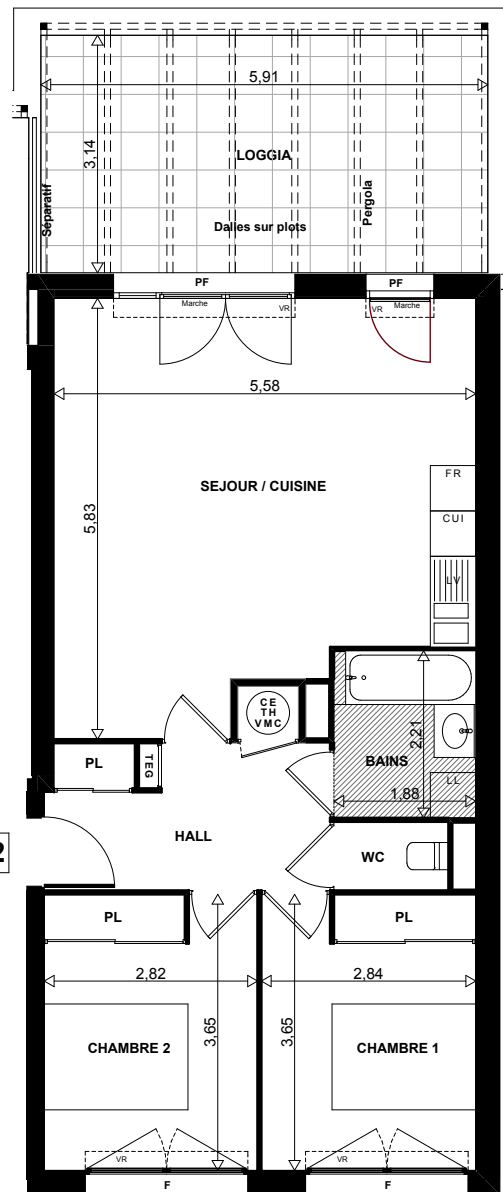 5,91
3,14
LOGGIA
Séparatif
Pergola
Dalles sur plots
PF
PF
Marche
VR
VR
Marche
5,58
SEJOUR / CUISINE
5,83
FR
CUI
LV
CE
TH
VMC
PL
TEG
2,21
BAINS
LL
1,88
HALL
WC
PL
PL
2,82
2,84
3,65
3,65
CHAMBRE 2
CHAMBRE 1
VR
VR
F
F